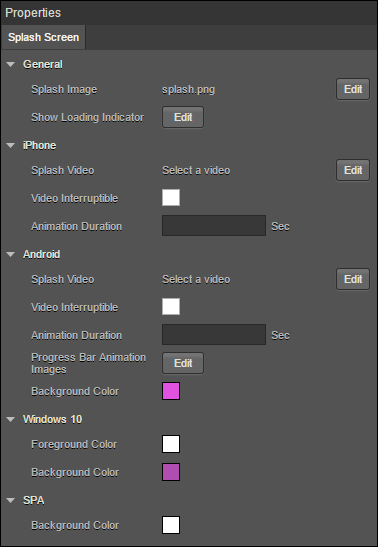 Properties
Splash Screen
General
Splash Image splash.png Edit
Show Loading Indicator Edit
iPhone
Splash Video Select a video Edit
Video Interruptible
Animation Duration Sec
Android
Splash Video Select a video Edit
Video Interruptible
Animation Duration Sec
Progress Bar Animation
Images Edit
Background Color
Windows 10
Foreground Color
Background Color
SPA
Background Color